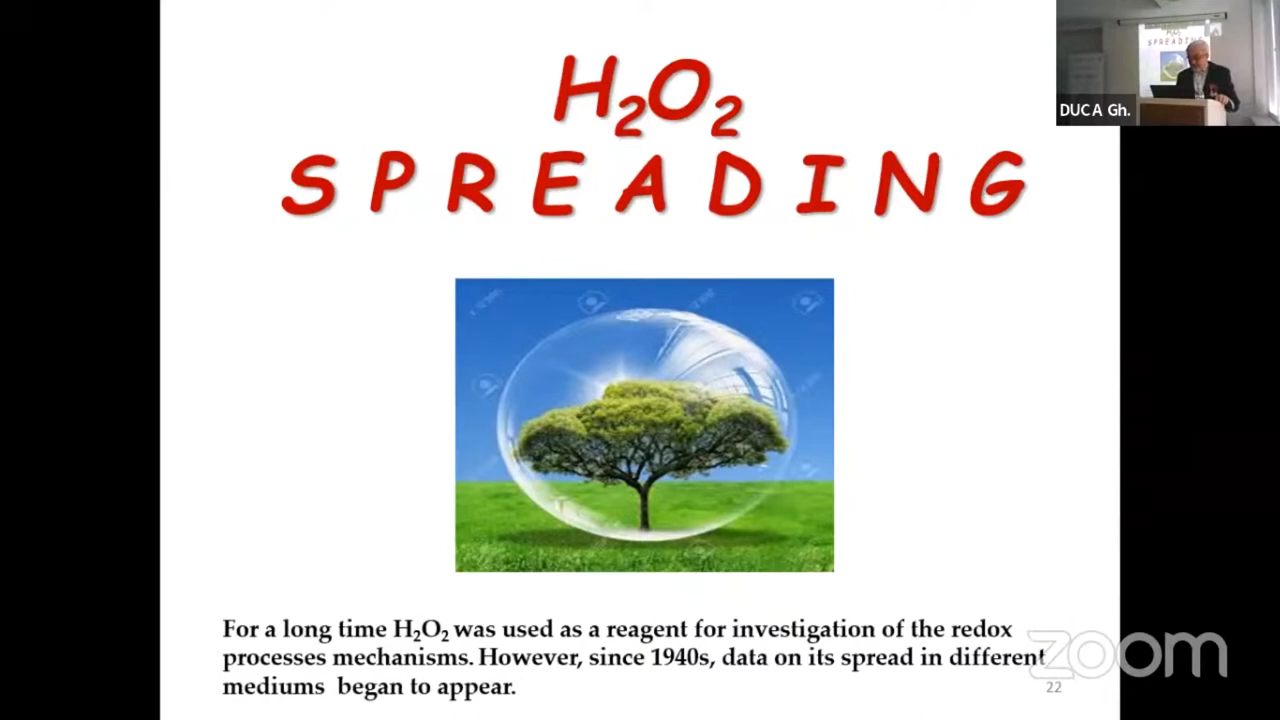 H₂O₂
SPREADING
DUCA Gh.
For a long time H₂O₂ was used as a reagent for investigation of the redox
processes mechanisms. However, since 1940s, data on its spread in different
mediums began to appear.
22
zoom